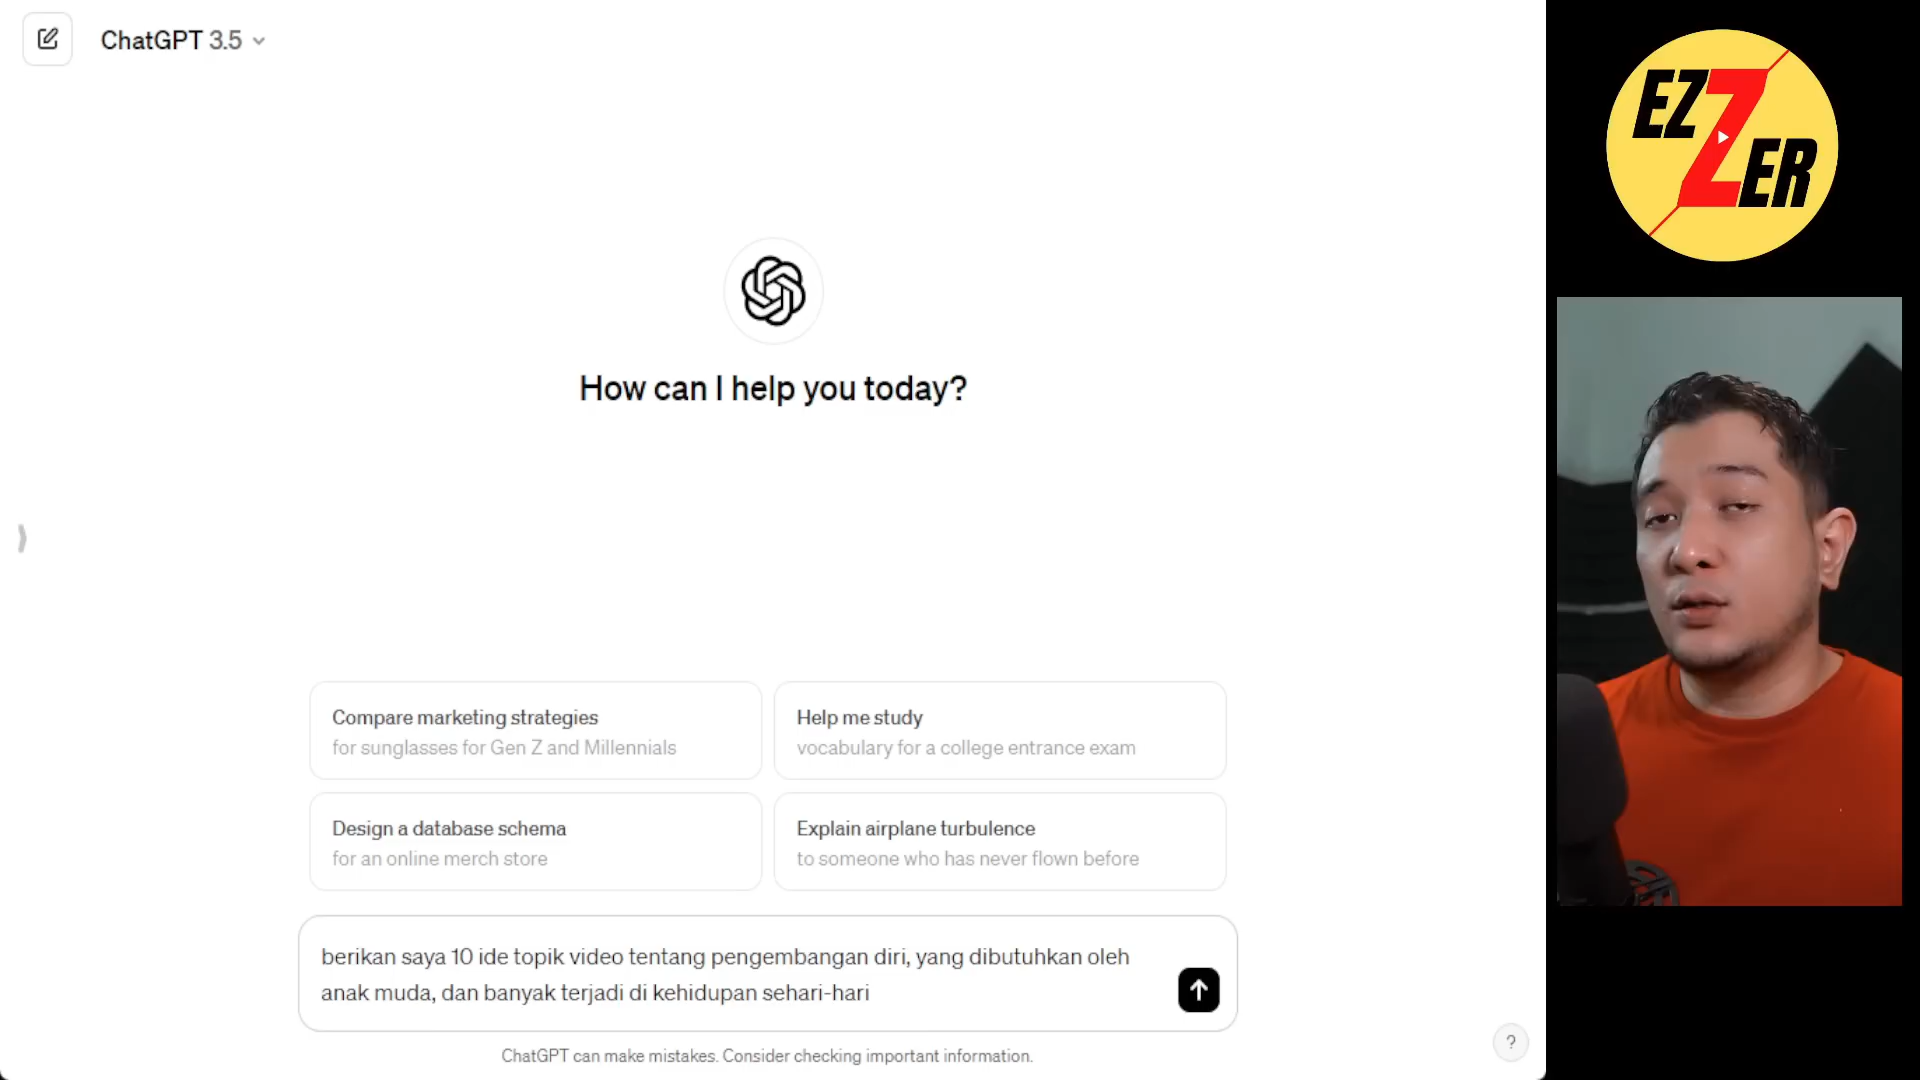 ChatGPT 3.5
EZZER
How can I help you today?
Compare marketing strategies
for sunglasses for Gen Z and Millennials
Help me study
vocabulary for a college entrance exam
Design a database schema
for an online merch store
Explain airplane turbulence
to someone who has never flown before
berikan saya 10 ide topik video tentang pengembangan diri, yang dibutuhkan oleh
anak muda, dan banyak terjadi di kehidupan sehari-hari
ChatGPT can make mistakes. Consider checking important information.
?